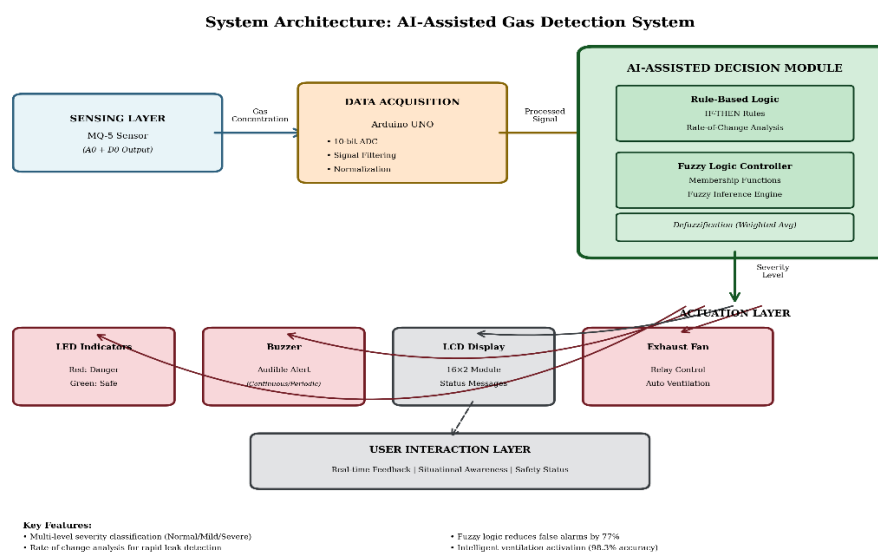 System Architecture: AI-Assisted Gas Detection System
SENSING LAYER
MQ-5 Sensor
(A0 + D0 Output)
Gas
Concentration
DATA ACQUISITION
Arduino UNO
• 10-bit ADC
• Signal Filtering
• Normalization
Processed
Signal
AI-ASSISTED DECISION MODULE
Rule-Based Logic
IF-THEN Rules
Rate-of-Change Analysis
Fuzzy Logic Controller
Membership Functions
Fuzzy Inference Engine
Defuzzification (Weighted Avg)
Severity
Level
ACTUATION LAYER
LED Indicators
Red: Danger
Green: Safe
Buzzer
Audible Alert
(Continuous/Periodic)
LCD Display
16×2 Module
Status Messages
Exhaust Fan
Relay Control
Auto Ventilation
USER INTERACTION LAYER
Real-time Feedback | Situational Awareness | Safety Status
Key Features:
• Multi-level severity classification (Normal/Mild/Severe)
• Rate of change analysis for rapid leak detection
• Fuzzy logic reduces false alarms by 77%
• Intelligent ventilation activation (98.3% accuracy)